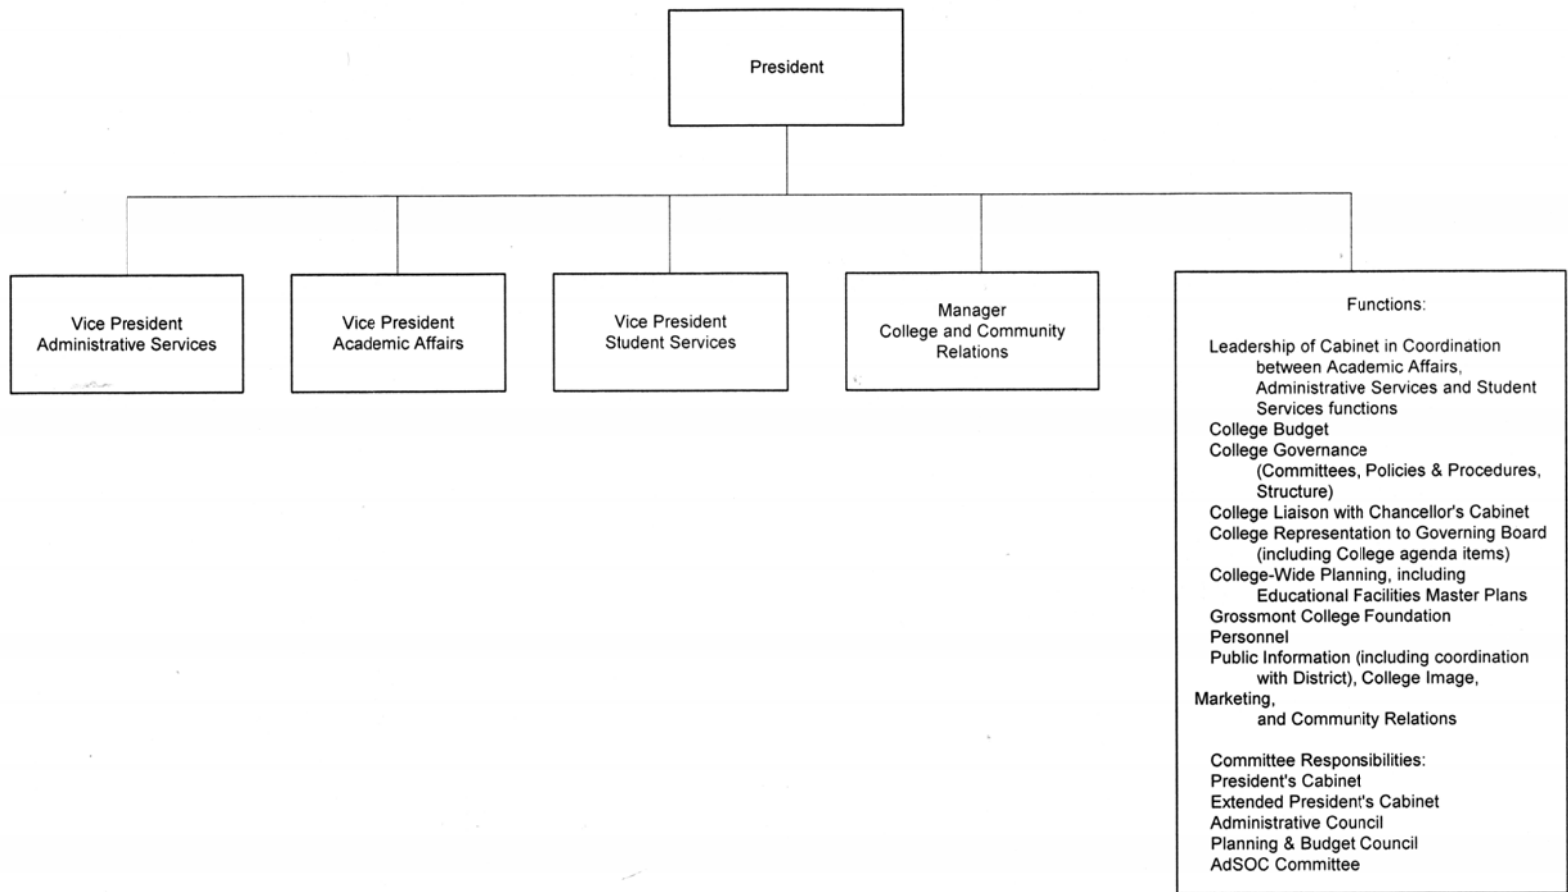 President
Vice President
Administrative Services
Vice President
Academic Affairs
Vice President
Student Services
Manager
College and Community
Relations
Functions:
Leadership of Cabinet in Coordination
between Academic Affairs,
Administrative Services and Student
Services functions
College Budget
College Governance
(Committees, Policies & Procedures,
Structure)
College Liaison with Chancellor's Cabinet
College Representation to Governing Board
(including College agenda items)
College-Wide Planning, including
Educational Facilities Master Plans
Grossmont College Foundation
Personnel
Public Information (including coordination
with District), College Image,
Marketing,
and Community Relations
Committee Responsibilities:
President's Cabinet
Extended President's Cabinet
Administrative Council
Planning & Budget Council
AdSOC Committee